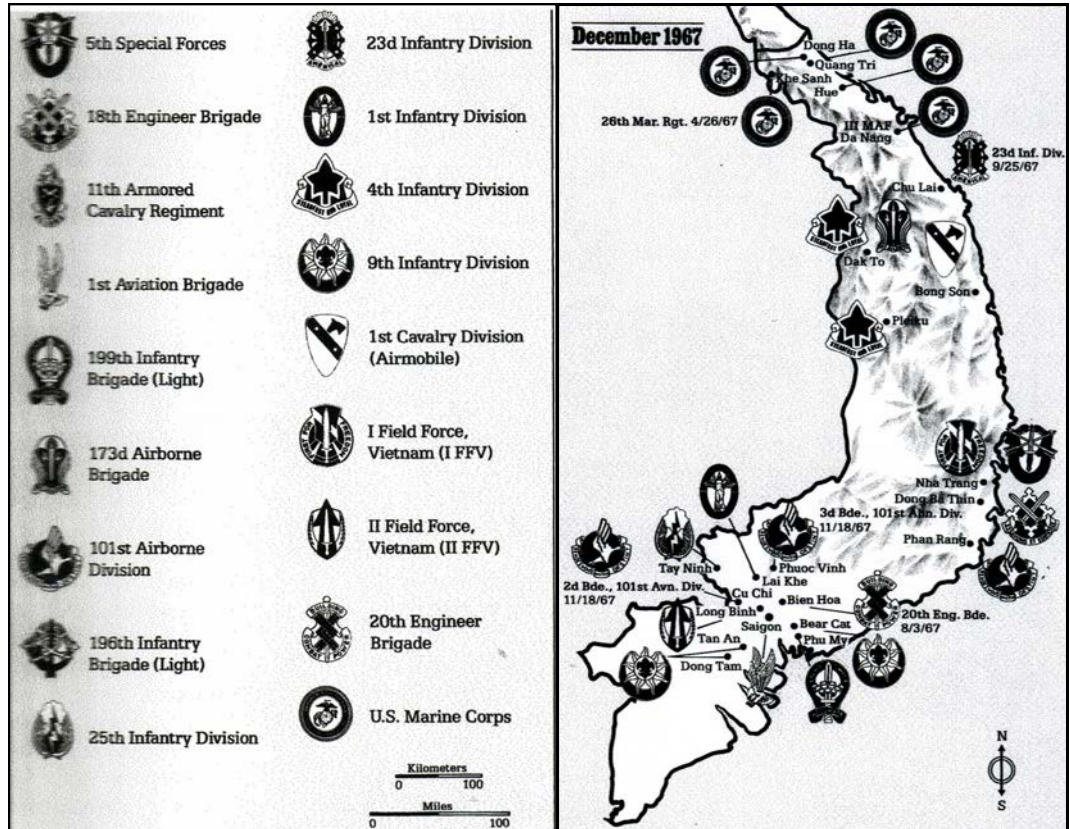 5th Special Forces
18th Engineer Brigade
11th Armored
Cavalry Regiment
1st Aviation Brigade
199th Infantry
Brigade (Light)
173d Airborne
Brigade
101st Airborne
Division
196th Infantry
Brigade (Light)
25th Infantry Division
23d Infantry Division
AMERICAL
1st Infantry Division
4th Infantry Division
STEADFAST AND LOYAL
9th Infantry Division
1st Cavalry Division
(Airmobile)
I Field Force,
Vietnam (I FFV)
II Field Force,
Vietnam (II FFV)
20th Engineer
Brigade
U.S. Marine Corps
Kilometers
0 100
Miles
0 100
December 1967
Dong Ha
Quang Tri
Khe Sanh
Hue
26th Mar. Rgt. 4/26/67
III MAF
Da Nang
23d Inf. Div.
9/25/67
AMERICAL
Chu Lai
Dak To
Bong Son
Pleiku
Nha Trang
Dong Ba Thin
3d Bde., 101st Abn. Div.
11/18/67
Phan Rang
Tay Ninh
Phuoc Vinh
Lai Khe
2d Bde., 101st Avn. Div.
11/18/67
Cu Chi
Bien Hoa
Long Binh
20th Eng. Bde.
8/3/67
Saigon
Bear Cat
Tan An
Phu My
Dong Tam
N
S